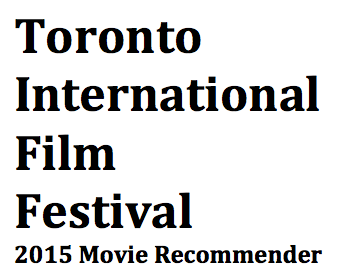 Toronto
International
Film
Festival
2015 Movie Recommender